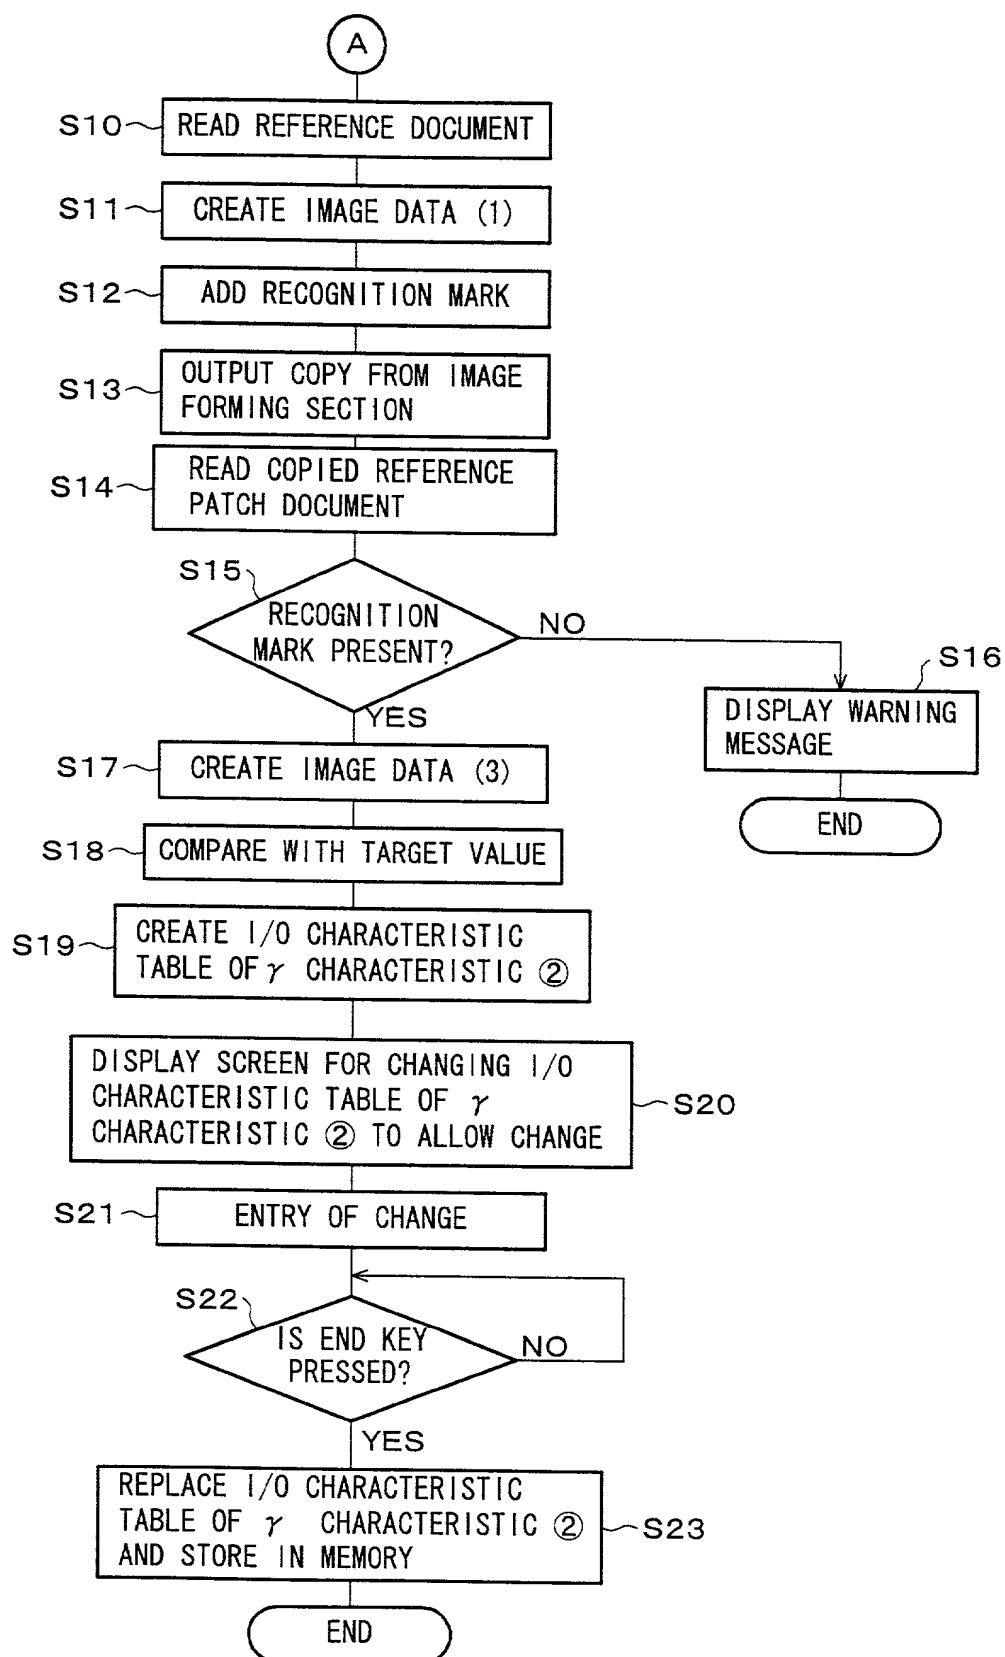 A
S10
READ REFERENCE DOCUMENT
S11
CREATE IMAGE DATA (1)
S12
ADD RECOGNITION MARK
S13
OUTPUT COPY FROM IMAGE
FORMING SECTION
S14
READ COPIED REFERENCE
PATCH DOCUMENT
S15
RECOGNITION
MARK PRESENT?
NO
S16
DISPLAY WARNING
MESSAGE
END
YES
S17
CREATE IMAGE DATA (3)
S18
COMPARE WITH TARGET VALUE
S19
CREATE I/O CHARACTERISTIC
TABLE OF γ CHARACTERISTIC ②
S20
DISPLAY SCREEN FOR CHANGING I/O
CHARACTERISTIC TABLE OF γ
CHARACTERISTIC ② TO ALLOW CHANGE
S21
ENTRY OF CHANGE
S22
IS END KEY
PRESSED?
NO
YES
S23
REPLACE I/O CHARACTERISTIC
TABLE OF γ CHARACTERISTIC ②
AND STORE IN MEMORY
END